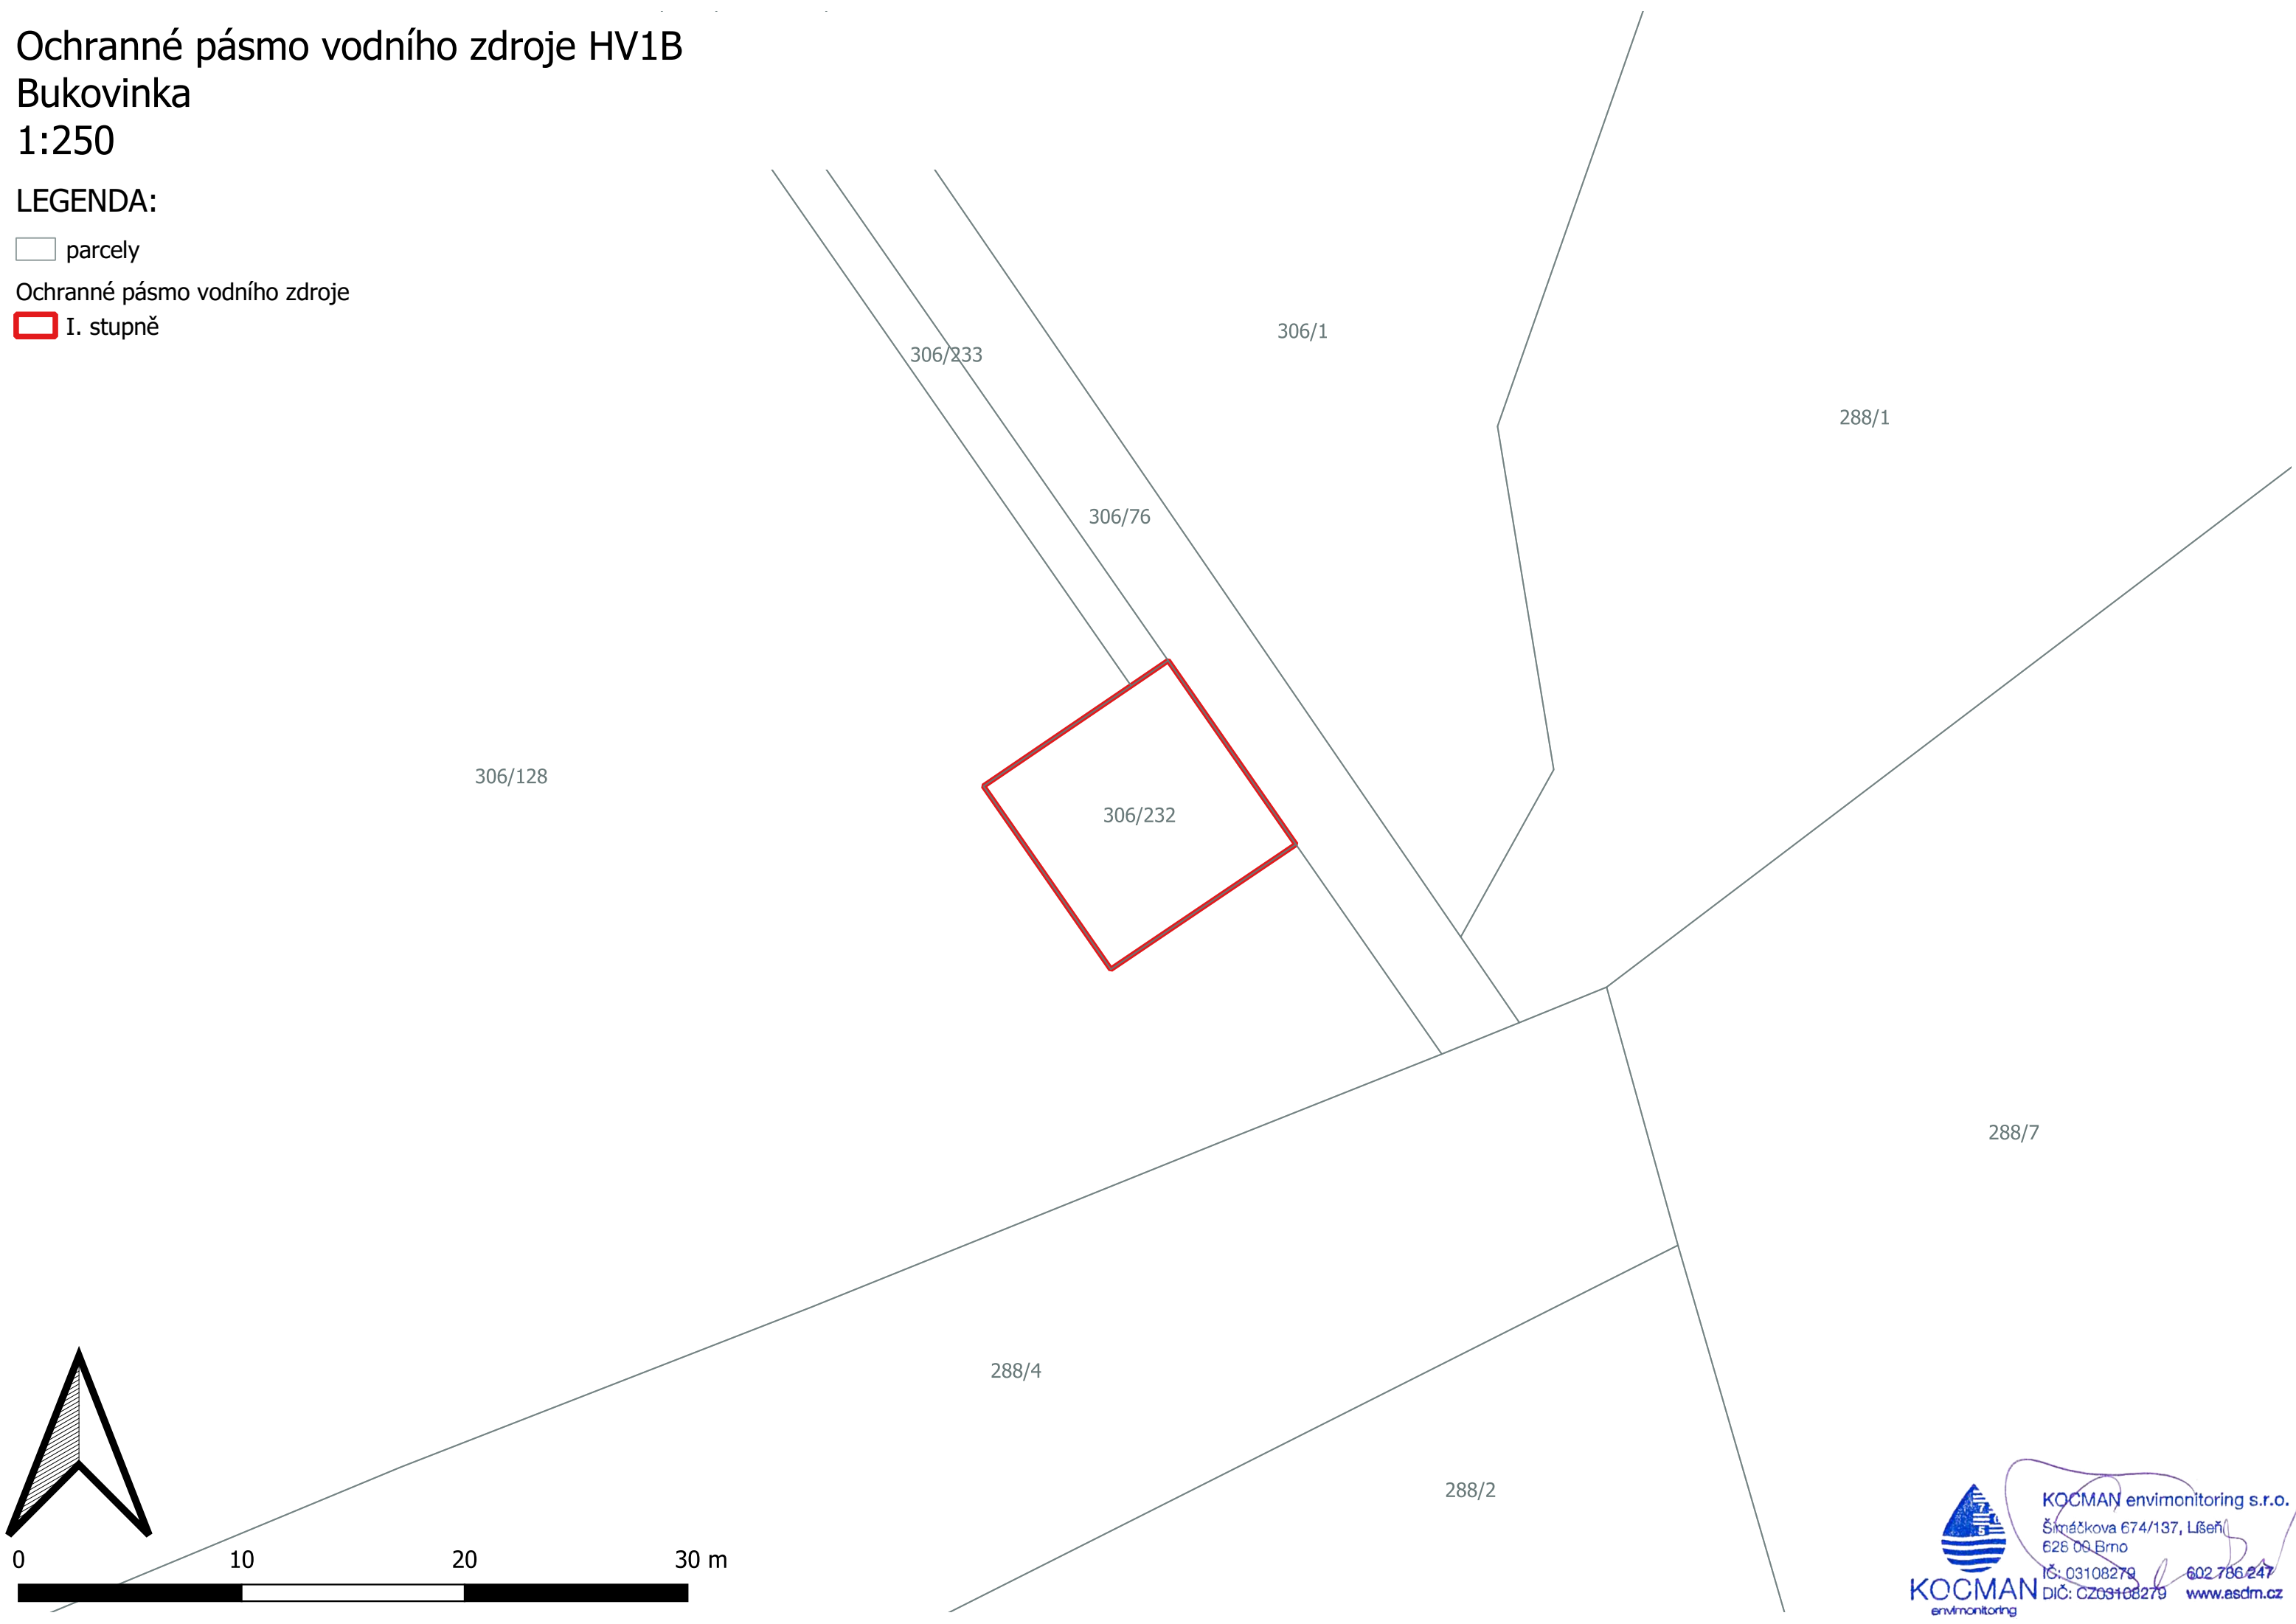 Ochranné pásmo vodního zdroje HV1B
Bukovinka
1:250
LEGENDA:
parcely
Ochranné pásmo vodního zdroje
I. stupně
306/233
306/1
288/1
306/76
306/128
306/232
288/7
288/4
288/2
0 10 20 30 m
KOCMAN envimonitoring s.r.o.
Šimáčkova 674/137, Líšeň
628 00 Brno
IČ: 03108279 602 786 247
DIČ: CZ03108279 www.asdm.cz
KOCMAN
envimonitoring